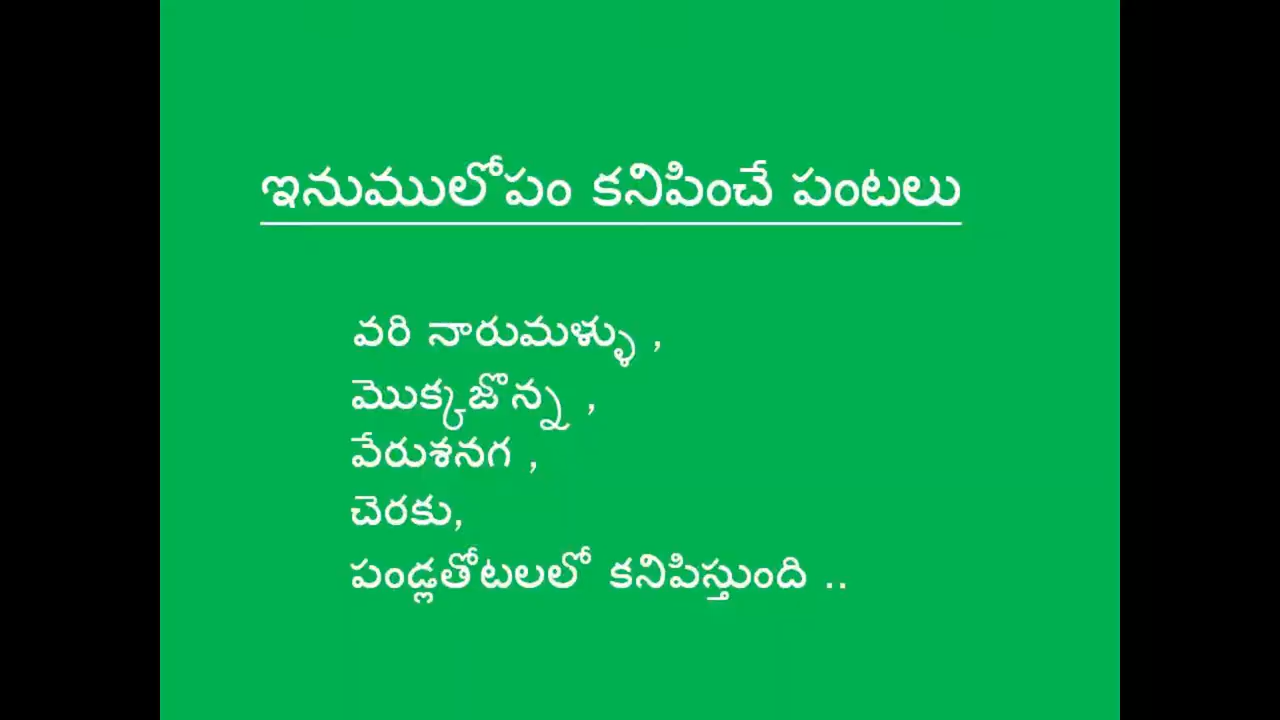 ఇనుములోపం కనిపించే పంటలు
వరి నారుమళ్ళు ,
మొక్కజొన్న ,
వేరుశనగ ,
చెరకు,
పండ్లతోటలలో కనిపిస్తుంది ..